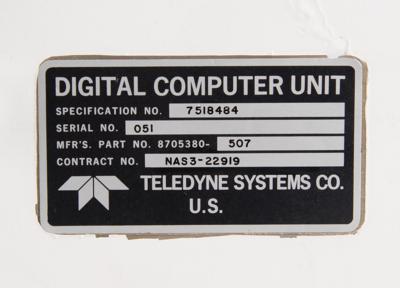 DIGITAL COMPUTER UNIT
SPECIFICATION NO. 7518484
SERIAL NO. 051
MFR'S. PART NO. 8705380- 507
CONTRACT NO. NAS3-22919
TELEDYNE SYSTEMS CO.
U.S.